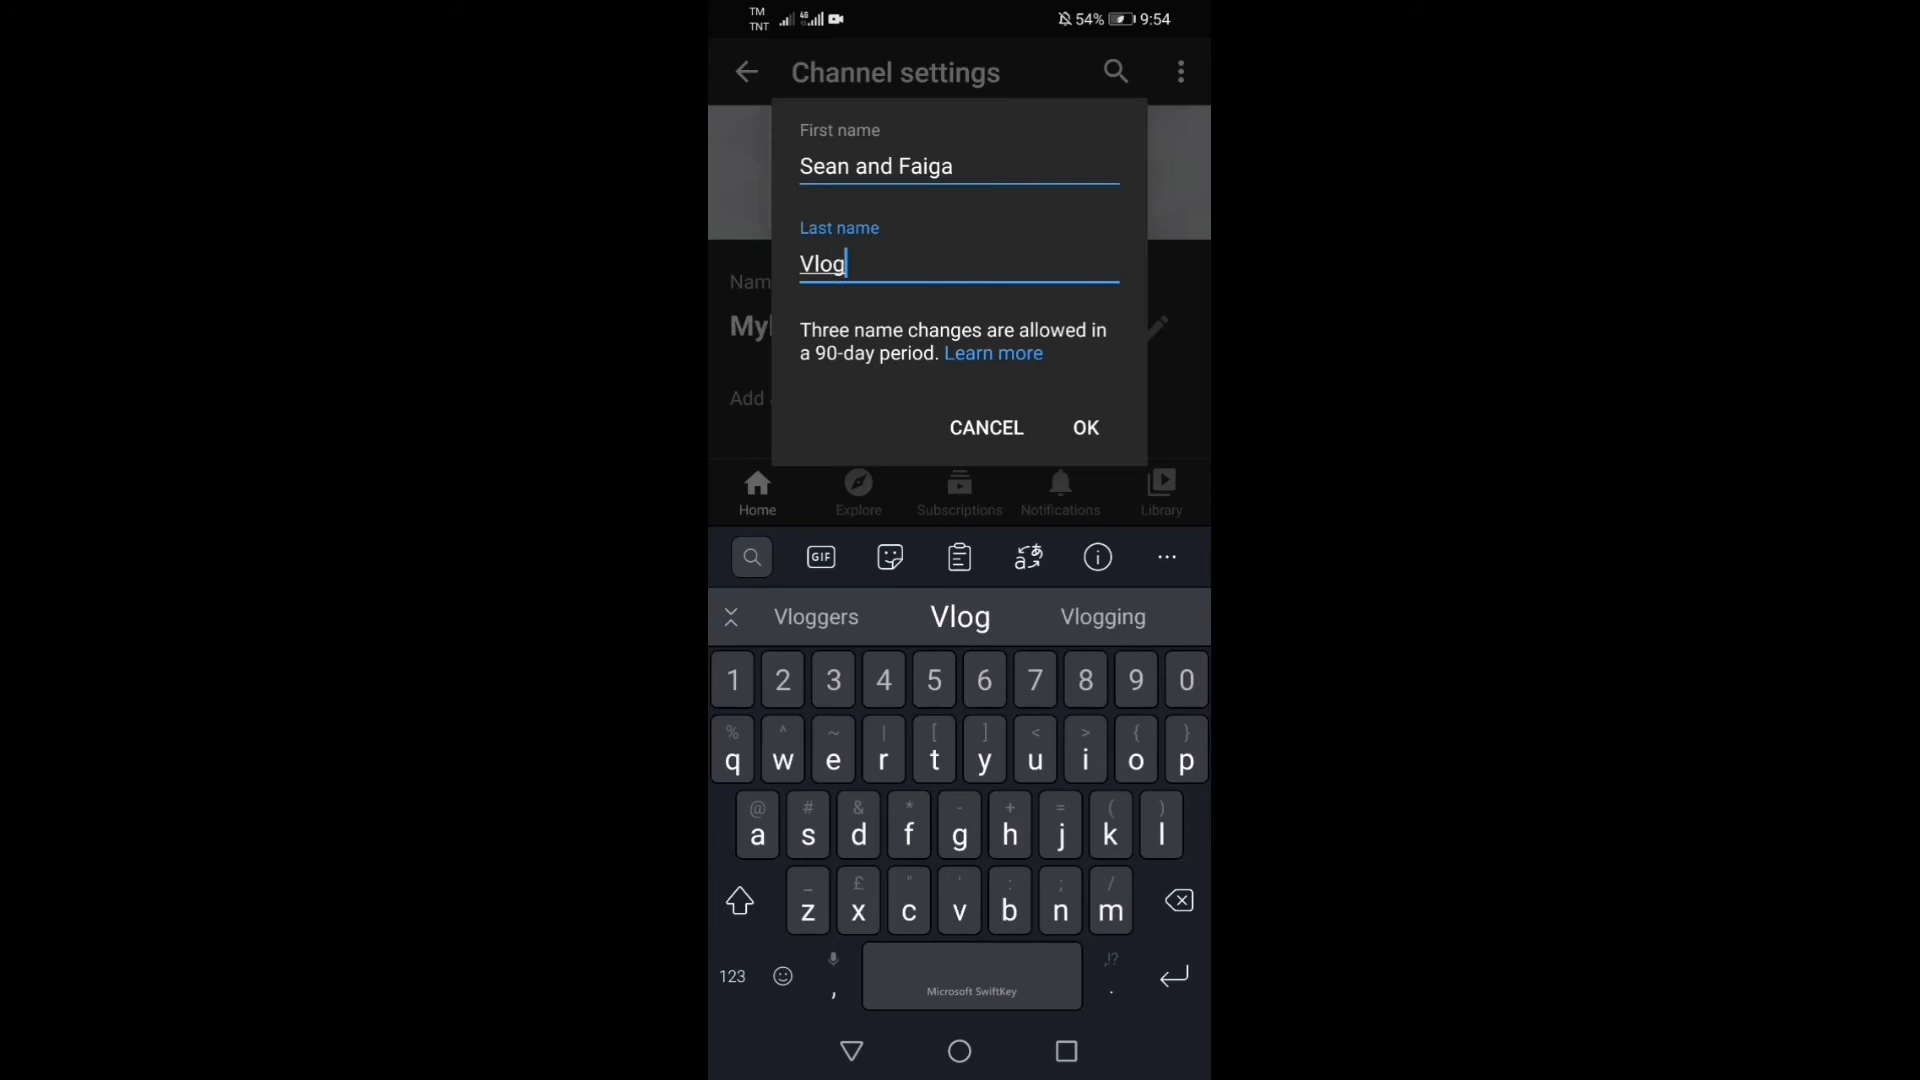 TM
TNT
4G
54%
9:54
Channel settings
First name
Sean and Faiga
Last name
Vlog
Nam
Myl
Three name changes are allowed in
a 90-day period. Learn more
Add
CANCEL
OK
Home
Explore
Subscriptions
Notifications
Library
GIF
Vloggers
Vlog
Vlogging
1 2 3 4 5 6 7 8 9 0
% ^ ~ | [ ] < > { }
q w e r t y u i o p
@ # & * - + = ( )
a s d f g h j k l
_ £ " ' : ; /
z x c v b n m
123
,
,!?
.
Microsoft SwiftKey